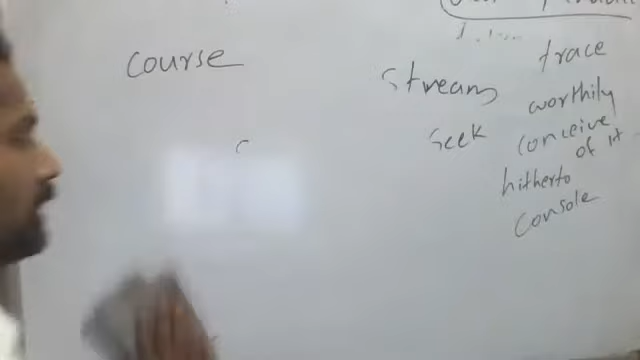 course
stream
seek
trace
worthily
conceive
of it
hitherto
console